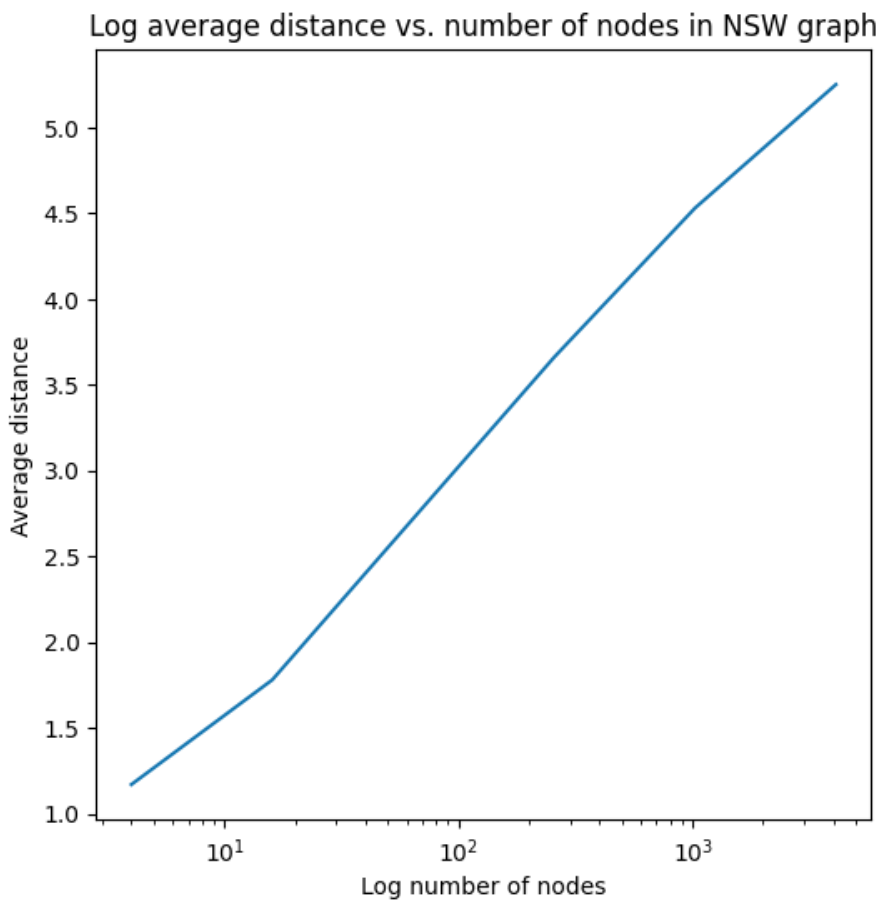 Log average distance vs. number of nodes in NSW graph
5.0
4.5
4.0
3.5
3.0
2.5
2.0
1.5
1.0
Average distance
10¹ 10² 10³
Log number of nodes